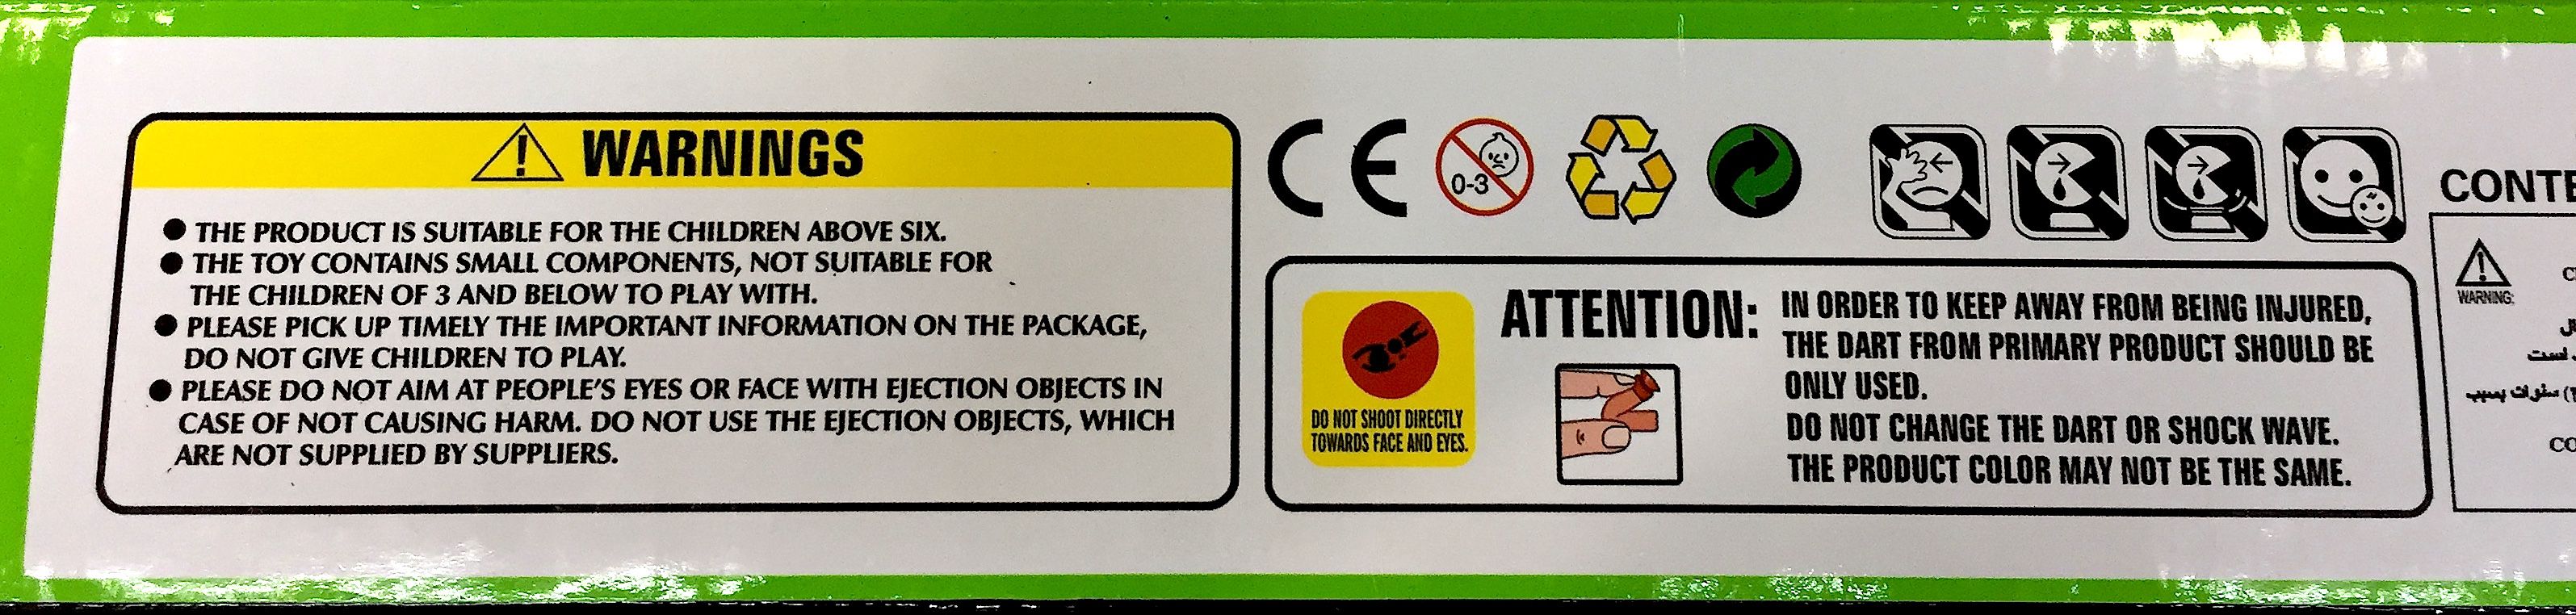 WARNINGS
● THE PRODUCT IS SUITABLE FOR THE CHILDREN ABOVE SIX.
● THE TOY CONTAINS SMALL COMPONENTS, NOT SUITABLE FOR
THE CHILDREN OF 3 AND BELOW TO PLAY WITH.
● PLEASE PICK UP TIMELY THE IMPORTANT INFORMATION ON THE PACKAGE,
DO NOT GIVE CHILDREN TO PLAY.
● PLEASE DO NOT AIM AT PEOPLE'S EYES OR FACE WITH EJECTION OBJECTS IN
CASE OF NOT CAUSING HARM. DO NOT USE THE EJECTION OBJECTS, WHICH
ARE NOT SUPPLIED BY SUPPLIERS.
CE
0-3
DO NOT SHOOT DIRECTLY
TOWARDS FACE AND EYES.
ATTENTION:
IN ORDER TO KEEP AWAY FROM BEING INJURED,
THE DART FROM PRIMARY PRODUCT SHOULD BE
ONLY USED.
DO NOT CHANGE THE DART OR SHOCK WAVE.
THE PRODUCT COLOR MAY NOT BE THE SAME.
WARNING:
است